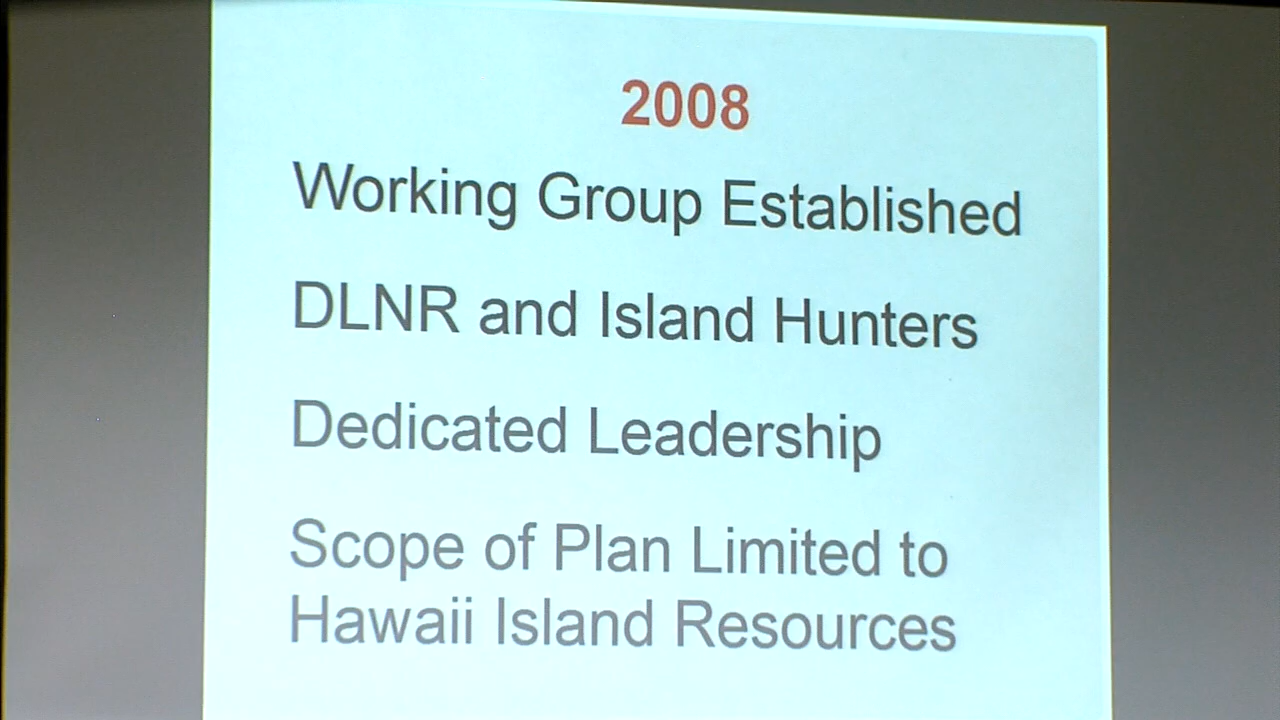 2008
Working Group Established
DLNR and Island Hunters
Dedicated Leadership
Scope of Plan Limited to
Hawaii Island Resources